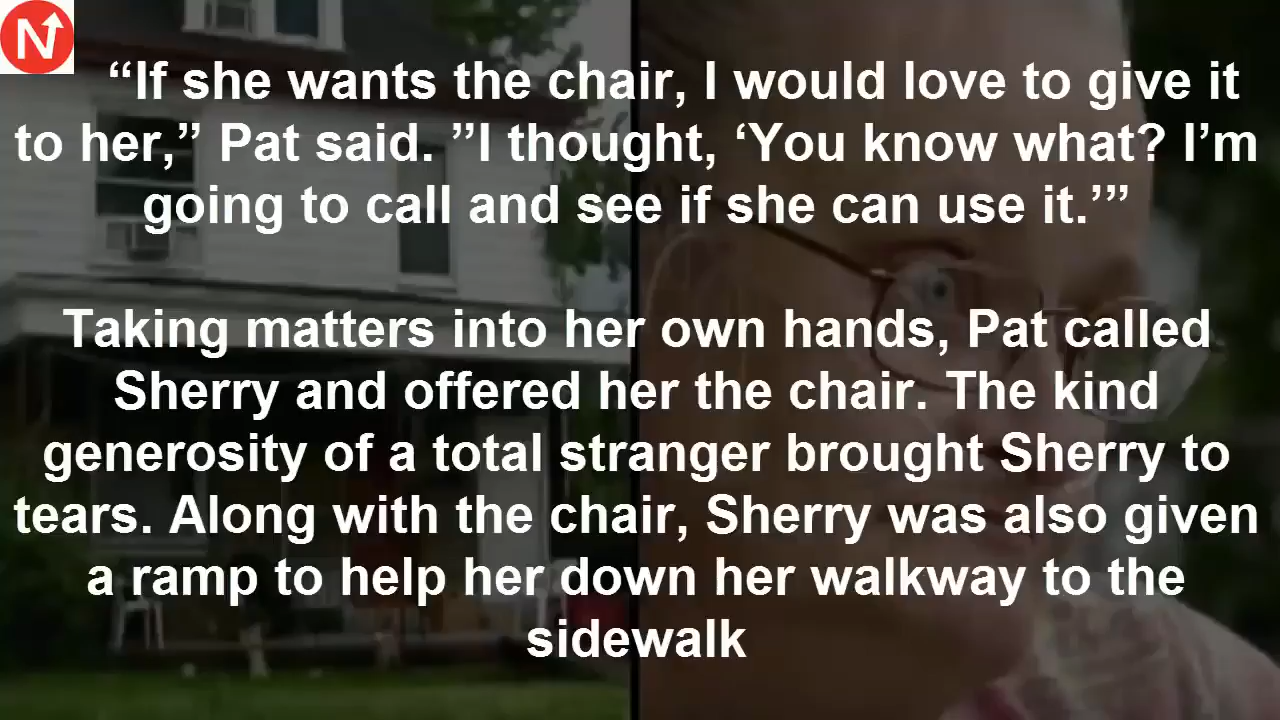 N
“If she wants the chair, I would love to give it
to her,” Pat said. ”I thought, ‘You know what? I’m
going to call and see if she can use it.’”
Taking matters into her own hands, Pat called
Sherry and offered her the chair. The kind
generosity of a total stranger brought Sherry to
tears. Along with the chair, Sherry was also given
a ramp to help her down her walkway to the
sidewalk